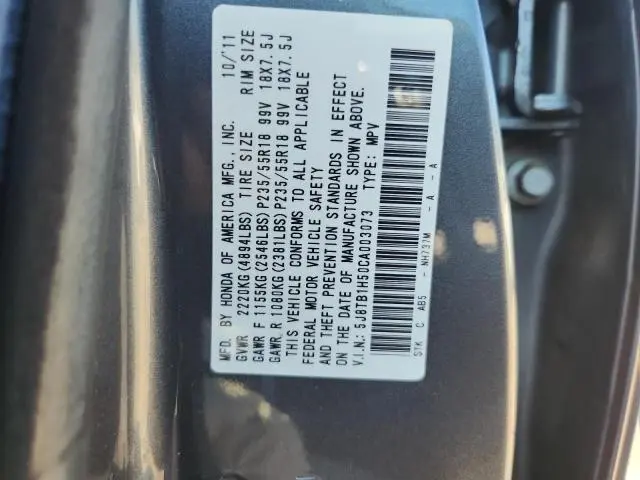 MFD. BY HONDA OF AMERICA MFG., INC. 10/'11
GVWR 2220KG(4894LBS) TIRE SIZE RIM SIZE
GAWR F 1155KG(2546LBS)P235/55R18 99V 18X7.5J
GAWR R 1080KG(2381LBS)P235/55R18 99V 18X7.5J
THIS VEHICLE CONFORMS TO ALL APPLICABLE
FEDERAL MOTOR VEHICLE SAFETY
AND THEFT PREVENTION STANDARDS IN EFFECT
ON THE DATE OF MANUFACTURE SHOWN ABOVE.
V.I.N.: 5J8TB1H50CA003073 TYPE: MPV
STK C AB5 - NH737M - A - A